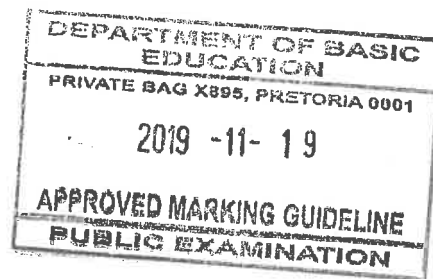 DEPARTMENT OF BASIC
EDUCATION
PRIVATE BAG X895, PRETORIA 0001
2019 -11- 19
APPROVED MARKING GUIDELINE
PUBLIC EXAMINATION